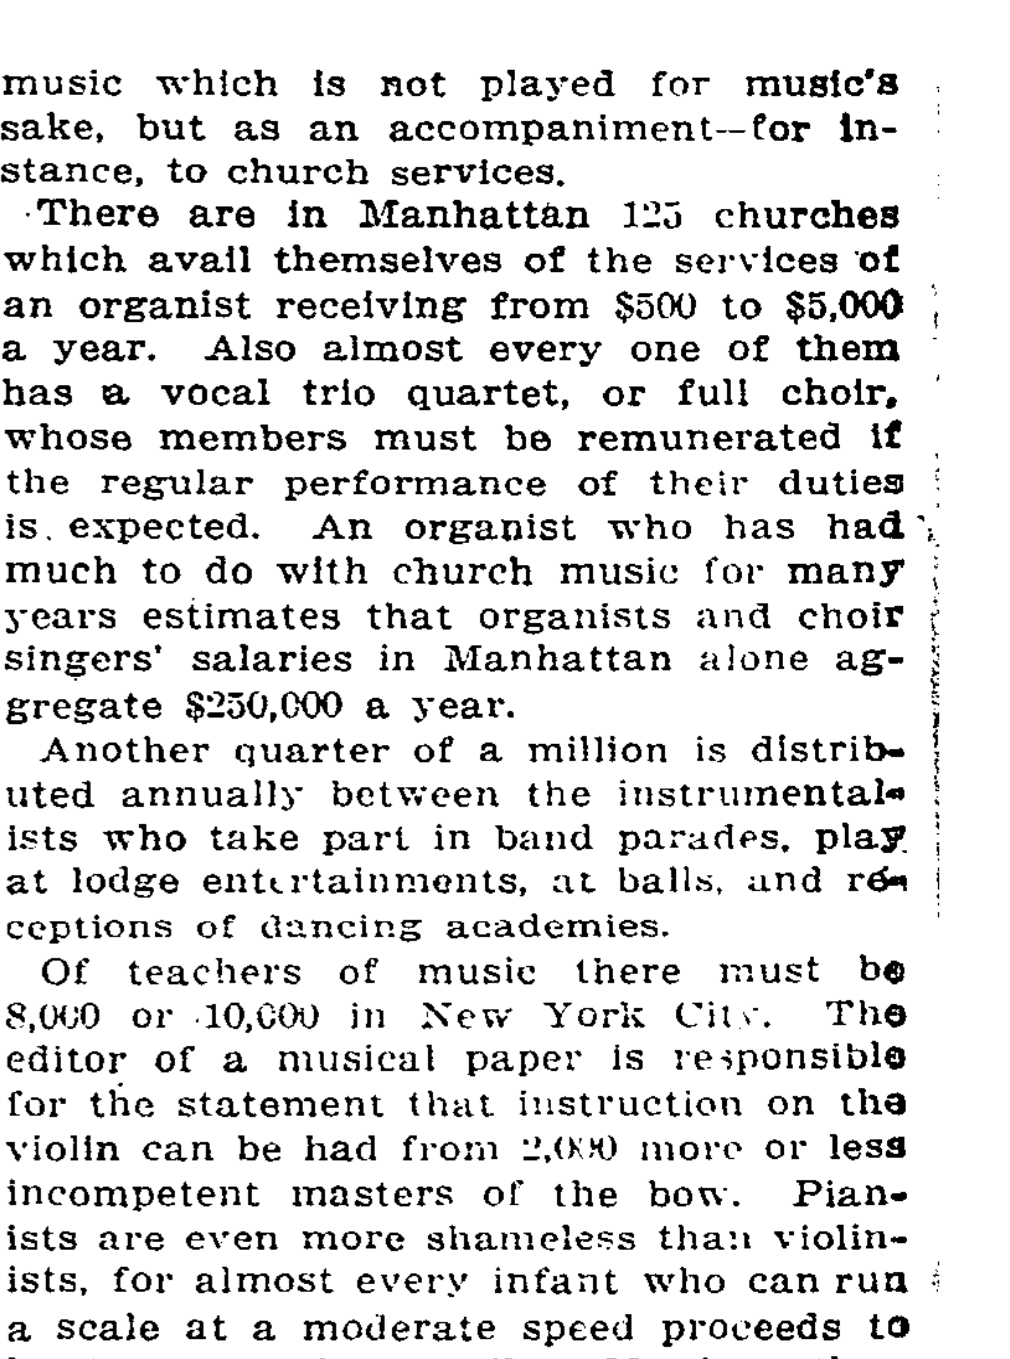 music which is not played for music's
sake, but as an accompaniment—for in-
stance, to church services.
There are in Manhattan 125 churches
which avail themselves of the services of
an organist receiving from $500 to $5,000
a year. Also almost every one of them
has a vocal trio quartet, or full choir,
whose members must be remunerated if
the regular performance of their duties
is expected. An organist who has had
much to do with church music for many
years estimates that organists and choir
singers' salaries in Manhattan alone ag-
gregate $250,000 a year.
Another quarter of a million is distrib-
uted annually between the instrumental-
ists who take part in band parades, play
at lodge entertainments, at balls, and re-
ceptions of dancing academies.
Of teachers of music there must be
8,000 or 10,000 in New York City. The
editor of a musical paper is responsible
for the statement that instruction on the
violin can be had from 2,000 more or less
incompetent masters of the bow. Pian-
ists are even more shameless than violin-
ists, for almost every infant who can run
a scale at a moderate speed proceeds to